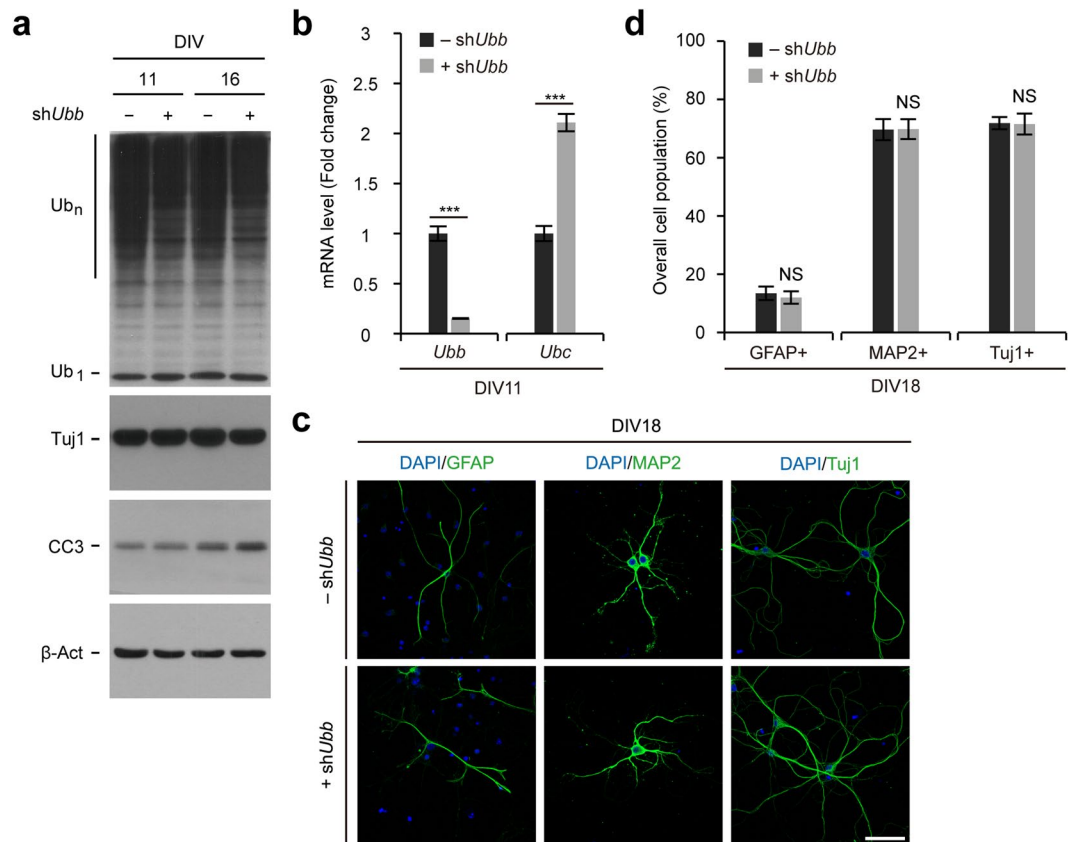 a
DIV
11 16
shUbb – + – +
Ubn
Ub1
Tuj1
CC3
β-Act
b
– shUbb
+ shUbb
mRNA level (Fold change)
3
2.5
2
1.5
1
0.5
0
***
***
Ubb Ubc
DIV11
d
– shUbb
+ shUbb
Overall cell population (%)
100
80
60
40
20
0
NS
NS
NS
GFAP+ MAP2+ Tuj1+
DIV18
c
DIV18
DAPI/GFAP DAPI/MAP2 DAPI/Tuj1
– shUbb
+ shUbb